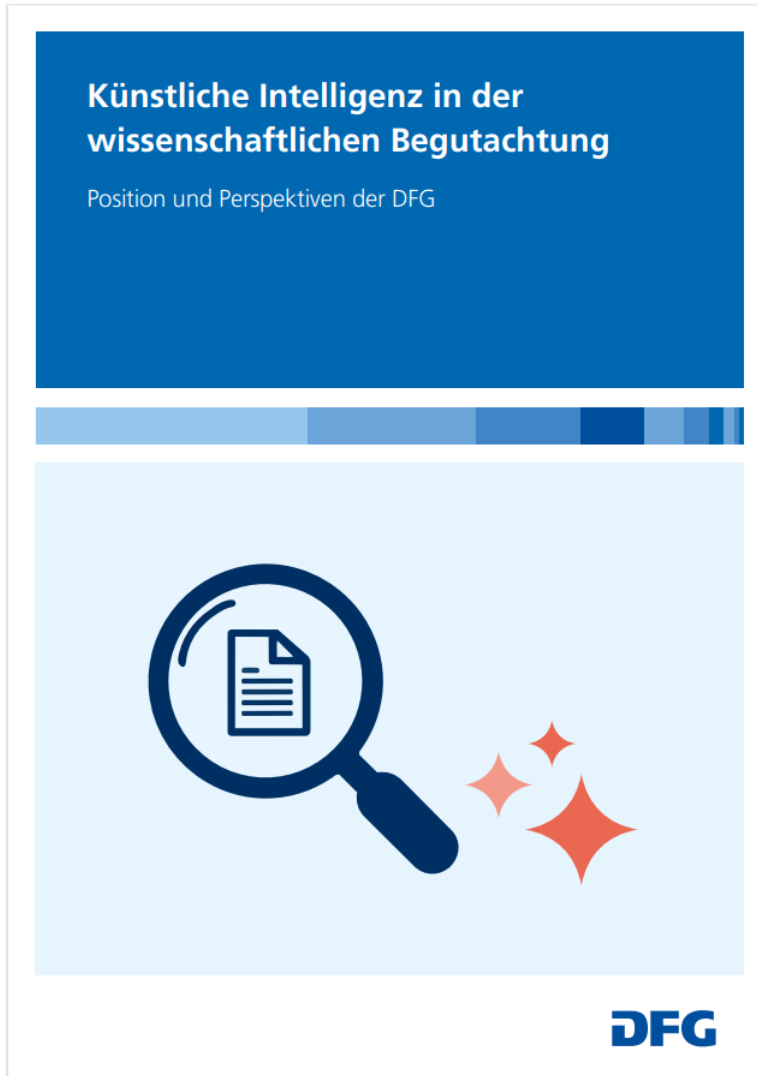 Künstliche Intelligenz in der
wissenschaftlichen Begutachtung
Position und Perspektiven der DFG
DFG